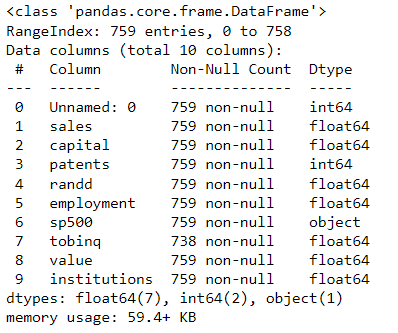 <class 'pandas.core.frame.DataFrame'>
RangeIndex: 759 entries, 0 to 758
Data columns (total 10 columns):
 #   Column        Non-Null Count  Dtype
---  ------        --------------  -----
 0   Unnamed: 0    759 non-null    int64
 1   sales         759 non-null    float64
 2   capital       759 non-null    float64
 3   patents       759 non-null    int64
 4   randd         759 non-null    float64
 5   employment    759 non-null    float64
 6   sp500         759 non-null    object
 7   tobinq        738 non-null    float64
 8   value         759 non-null    float64
 9   institutions  759 non-null    float64
dtypes: float64(7), int64(2), object(1)
memory usage: 59.4+ KB